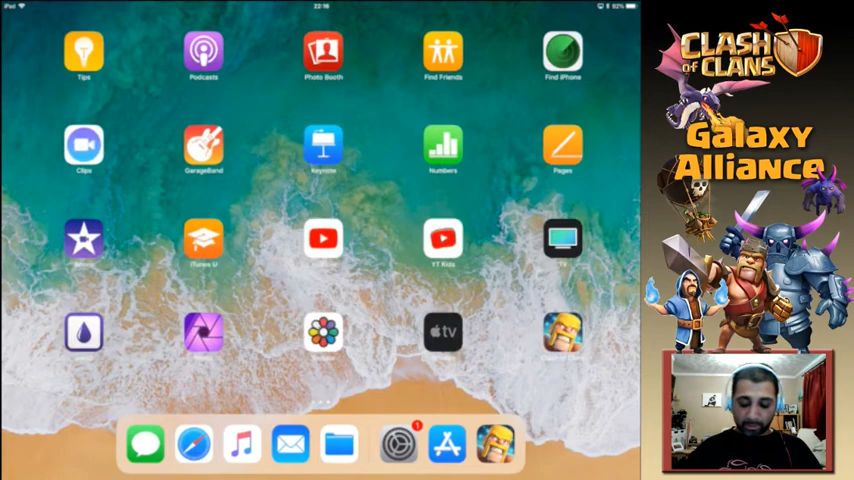 iPad
22:16
92%
Tips
Podcasts
Photo Booth
Find Friends
Find iPhone
Clips
GarageBand
Keynote
Numbers
Pages
iTunes U
YT Kids
TV
tv
1
CLASH
of CLANS
Galaxy
Alliance